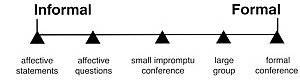 Informal Formal
affective affective small impromptu large formal
statements questions conference group conference